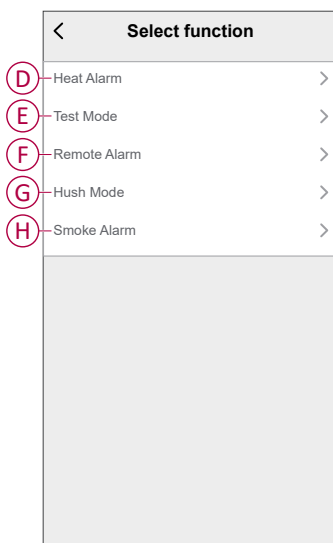 Select function
D Heat Alarm
E Test Mode
F Remote Alarm
G Hush Mode
H Smoke Alarm